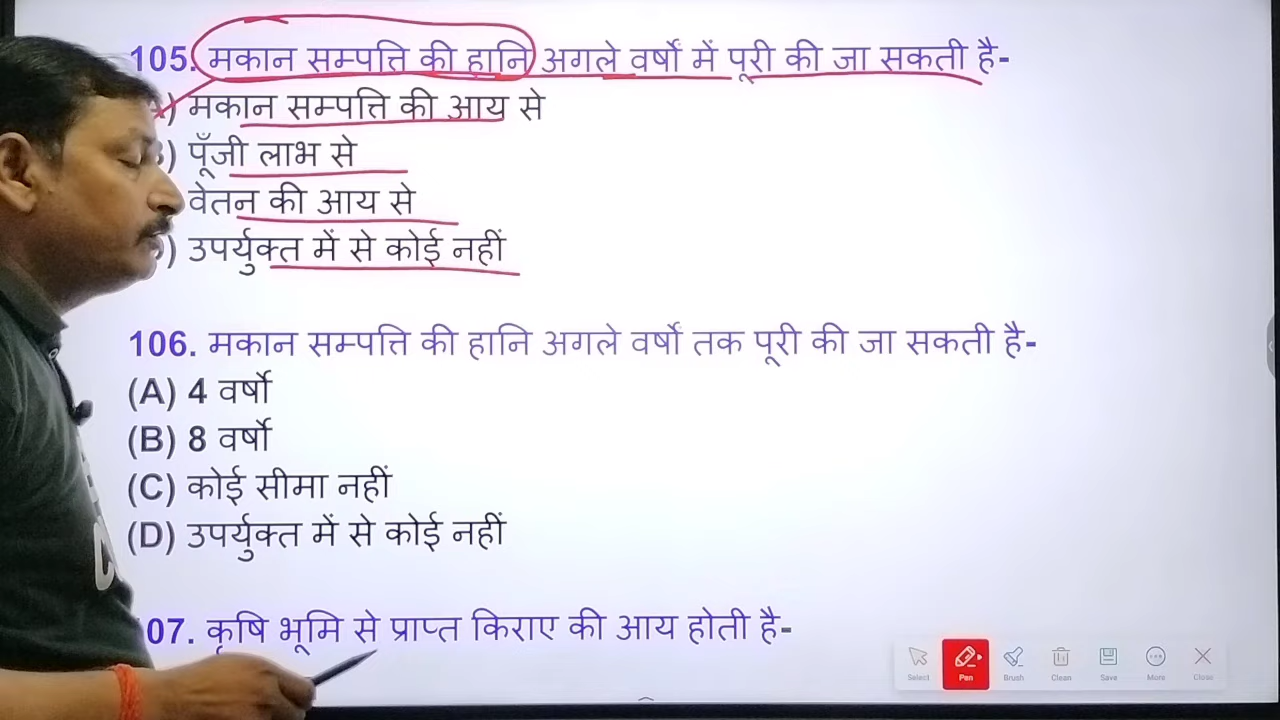 105. मकान सम्पत्ति की हानि अगले वर्षों में पूरी की जा सकती है-
) मकान सम्पत्ति की आय से
) पूँजी लाभ से
वेतन की आय से
) उपर्युक्त में से कोई नहीं
106. मकान सम्पत्ति की हानि अगले वर्षो तक पूरी की जा सकती है-
(A) 4 वर्षो
(B) 8 वर्षो
(C) कोई सीमा नहीं
(D) उपर्युक्त में से कोई नहीं
07. कृषि भूमि से प्राप्त किराए की आय होती है-
Select Pen Brush Clean Save More Close